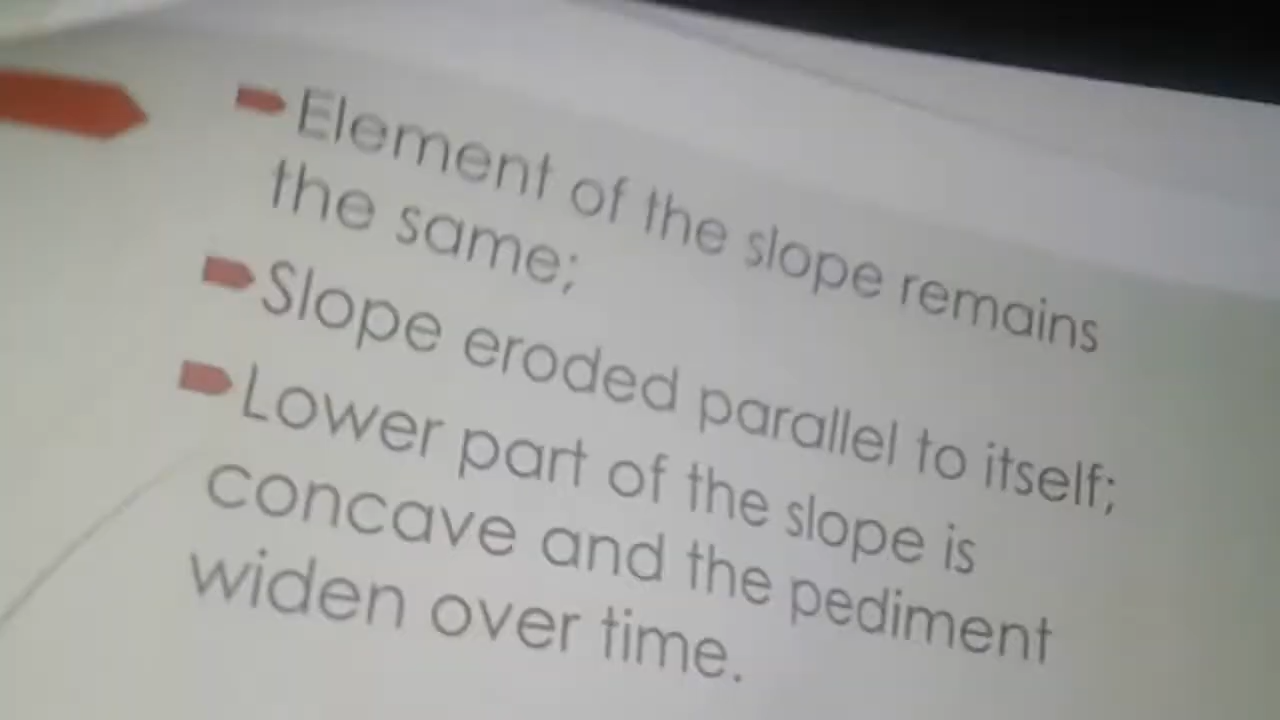 Element of the slope remains
the same;
Slope eroded parallel to itself;
Lower part of the slope is
concave and the pediment
widen over time.